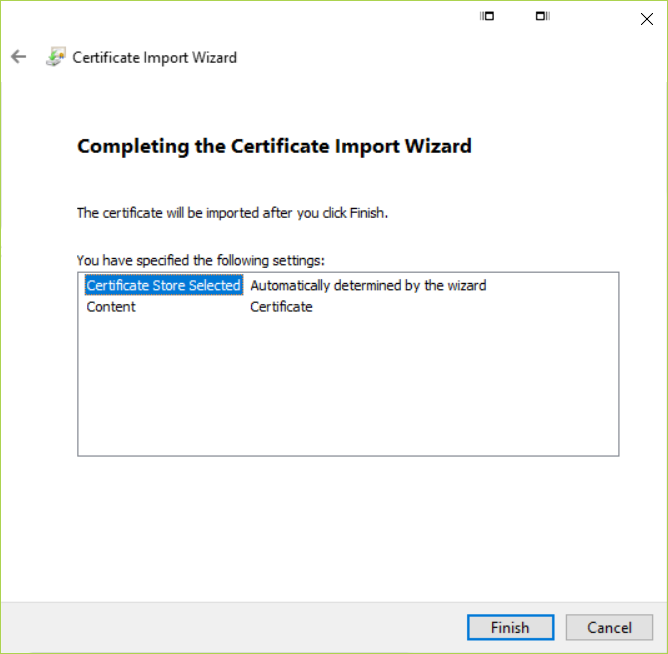 Certificate Import Wizard
Completing the Certificate Import Wizard
The certificate will be imported after you click Finish.
You have specified the following settings:
Certificate Store Selected Automatically determined by the wizard
Content Certificate
Finish Cancel